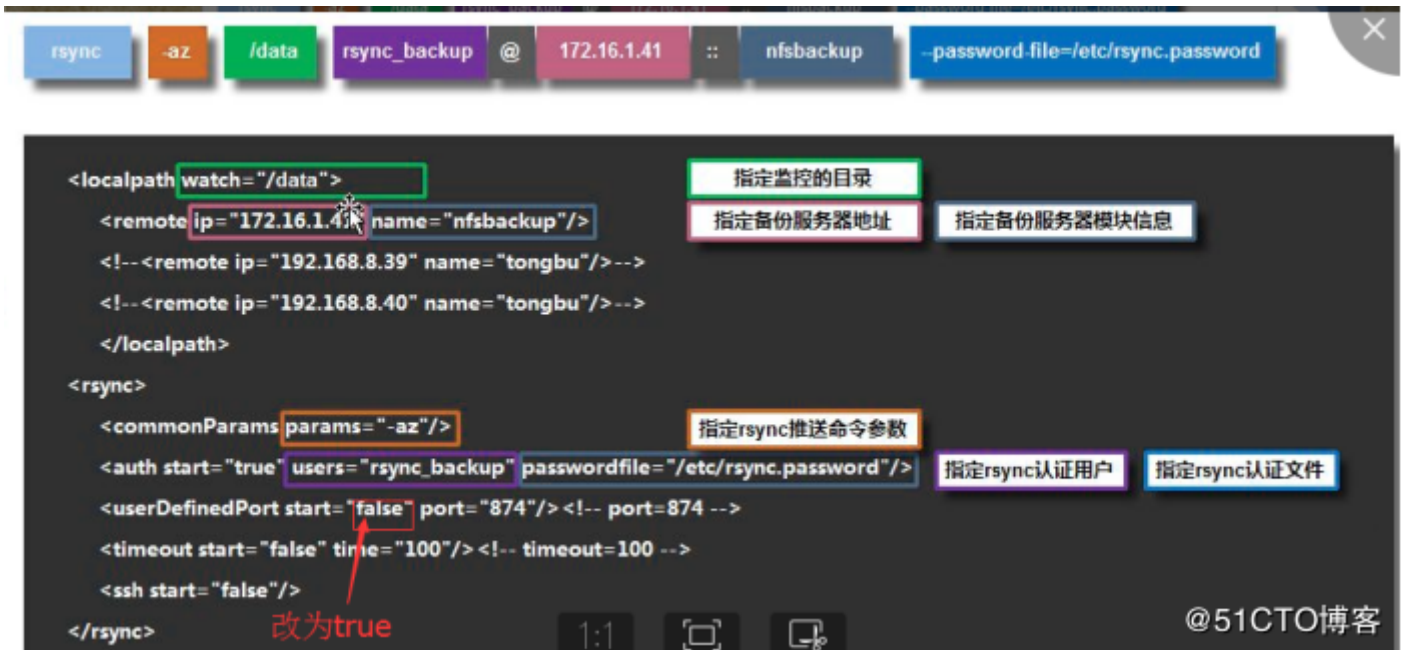 rsync -az /data rsync_backup @ 172.16.1.41 :: nfsbackup --password-file=/etc/rsync.password
<localpath watch="/data"> 指定监控的目录
<remote ip="172.16.1.41" name="nfsbackup"/> 指定备份服务器地址 指定备份服务器模块信息
<!--<remote ip="192.168.8.39" name="tongbu"/>-->
<!--<remote ip="192.168.8.40" name="tongbu"/>-->
</localpath>
<rsync>
<commonParams params="-az"/> 指定rsync推送命令参数
<auth start="true" users="rsync_backup" passwordfile="/etc/rsync.password"/> 指定rsync认证用户 指定rsync认证文件
<userDefinedPort start="false" port="874"/><!-- port=874 -->
<timeout start="false" time="100"/><!-- timeout=100 -->
<ssh start="false"/>
</rsync> 改为true 1:1 @51CTO博客